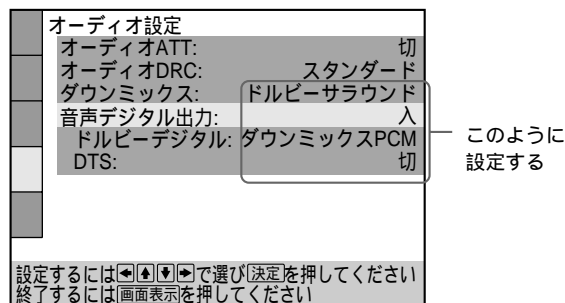 オーディオ設定
オーディオATT: 切
オーディオDRC: スタンダード
ダウンミックス: ドルビーサラウンド
音声デジタル出力: 入
ドルビーデジタル: ダウンミックスPCM
DTS: 切
このように
設定する
設定するには←↑↓→で選び決定を押してください
終了するには画面表示を押してください